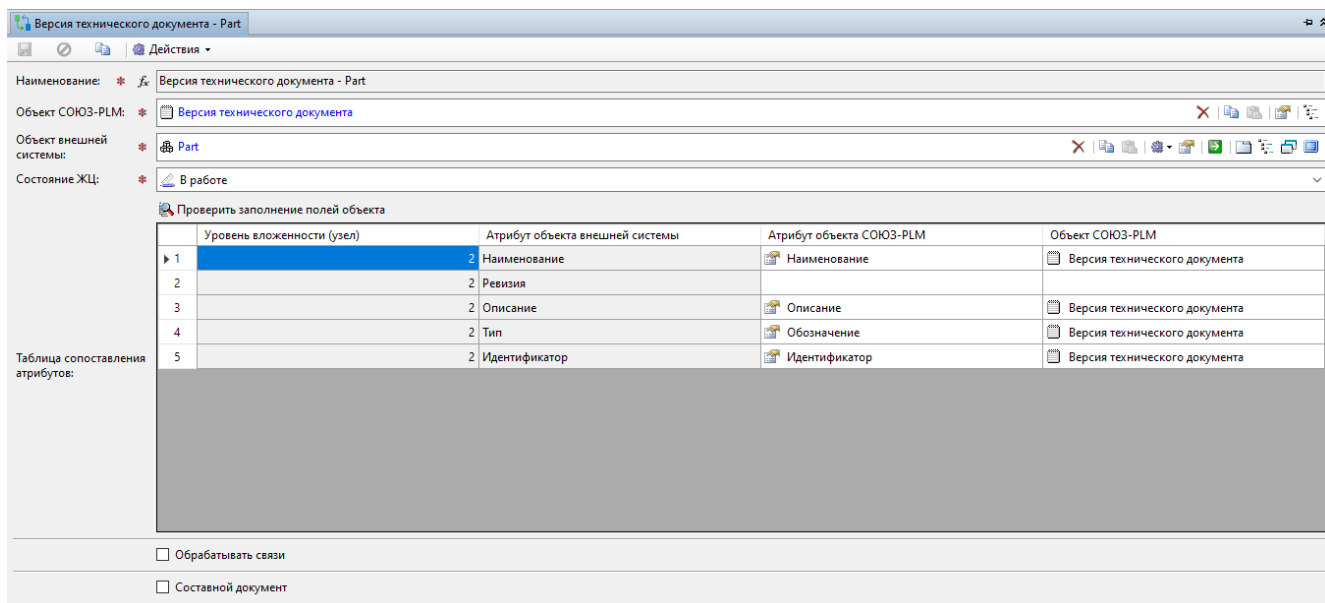 Версия технического документа - Part
Действия
Наименование: * fx Версия технического документа - Part
Объект СОЮЗ-PLM: * Версия технического документа
Объект внешней системы: * Part
Состояние ЖЦ: * В работе
Проверить заполнение полей объекта
Таблица сопоставления атрибутов:
Уровень вложенности (узел) Атрибут объекта внешней системы Атрибут объекта СОЮЗ-PLM Объект СОЮЗ-PLM
1 2 Наименование Наименование Версия технического документа
2 2 Ревизия
3 2 Описание Описание Версия технического документа
4 2 Тип Обозначение Версия технического документа
5 2 Идентификатор Идентификатор Версия технического документа
Обрабатывать связи
Составной документ